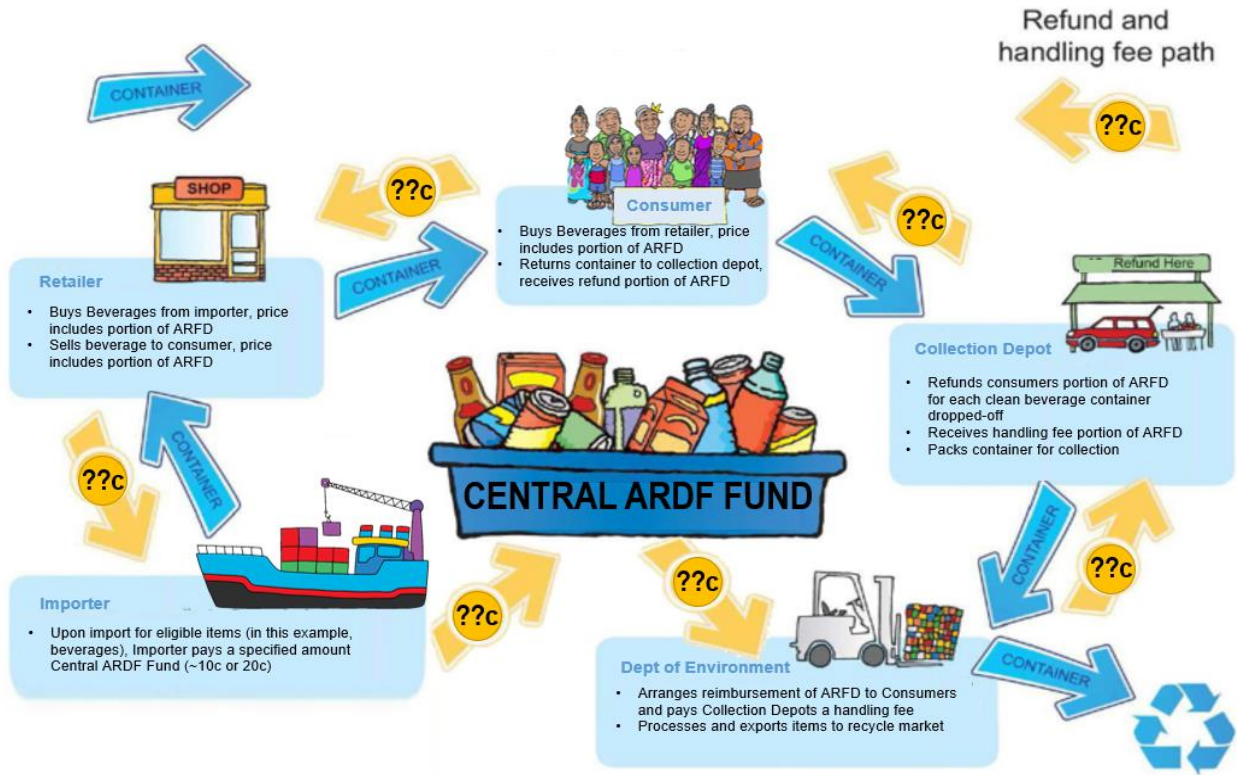 Refund and
handling fee path
CONTAINER
??c
SHOP
??c
Consumer
• Buys Beverages from retailer, price
includes portion of ARFD
• Returns container to collection depot,
receives refund portion of ARFD
??c
CONTAINER
CONTAINER
Refund Here
Retailer
• Buys Beverages from importer, price
includes portion of ARFD
• Sells beverage to consumer, price
includes portion of ARFD
Collection Depot
• Refunds consumers portion of ARFD
for each clean beverage container
dropped-off
• Receives handling fee portion of ARFD
• Packs container for collection
??c
CONTAINER
CENTRAL ARDF FUND
CONTAINER
??c
Importer
• Upon import for eligible items (in this example,
beverages), Importer pays a specified amount
Central ARDF Fund (~10c or 20c)
??c
??c
Dept of Environment
• Arranges reimbursement of ARFD to Consumers
and pays Collection Depots a handling fee
• Processes and exports items to recycle market
CONTAINER